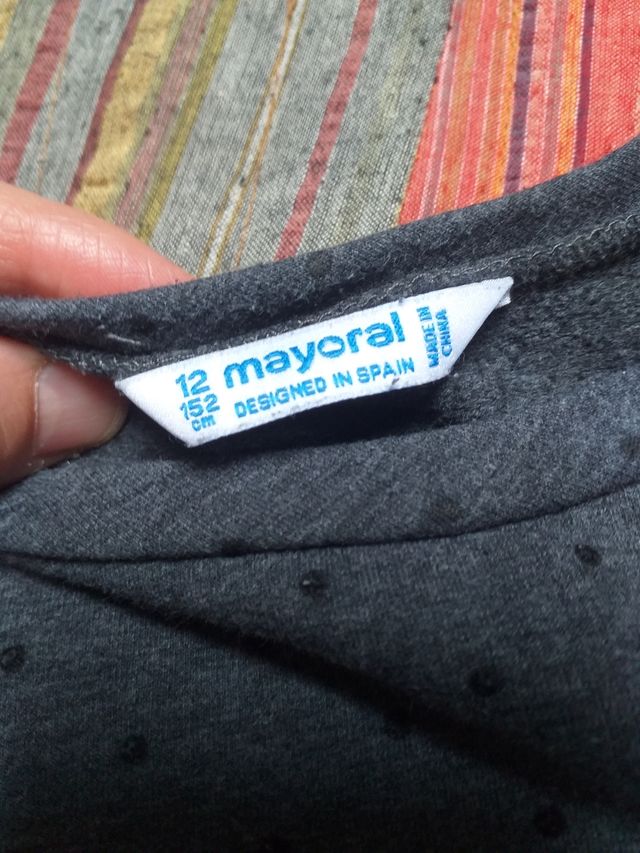 12
152
cm
mayoral
DESIGNED IN SPAIN
MADE IN
CHINA